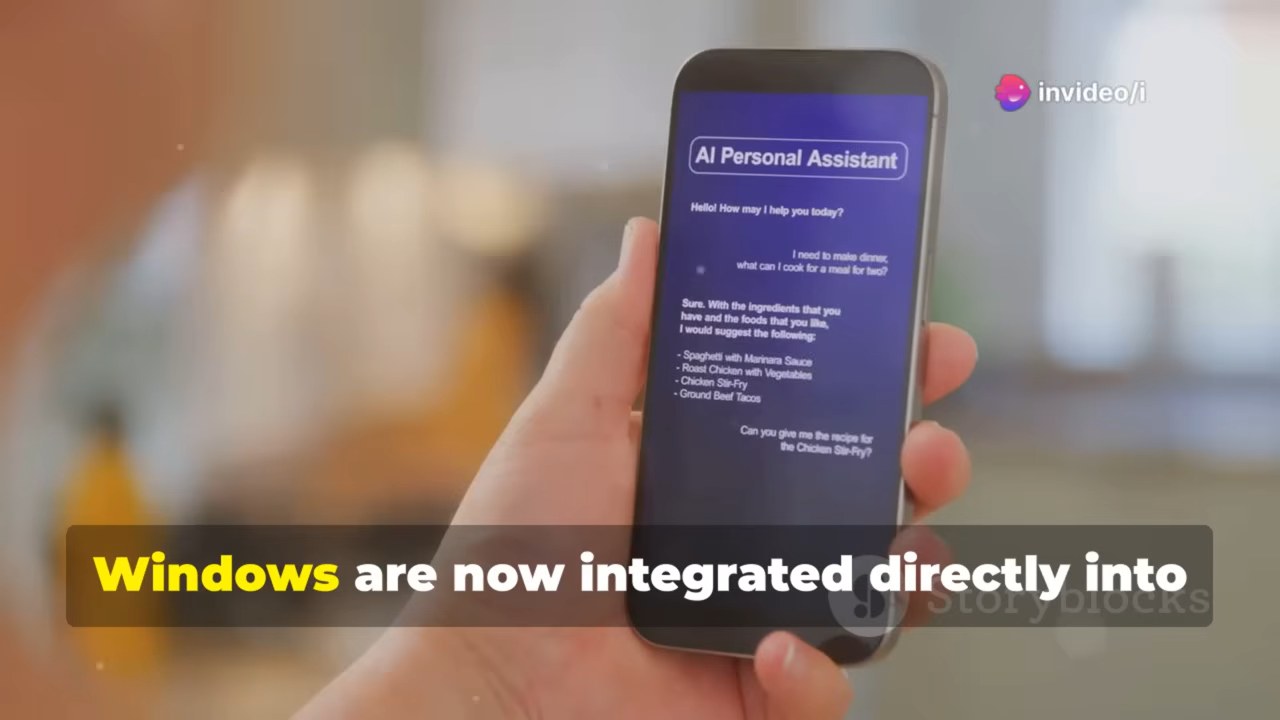 invideo/i
AI Personal Assistant
Hello! How may I help you today?
I need to make dinner,
what can I cook for a meal for two?
Sure. With the ingredients that you
have and the foods that you like,
I would suggest the following:
- Spaghetti with Marinara Sauce
- Roast Chicken with Vegetables
- Chicken Stir-Fry
- Ground Beef Tacos
Can you give me the recipe for
the Chicken Stir-Fry?
Windows are now integrated directly into
Storyblocks